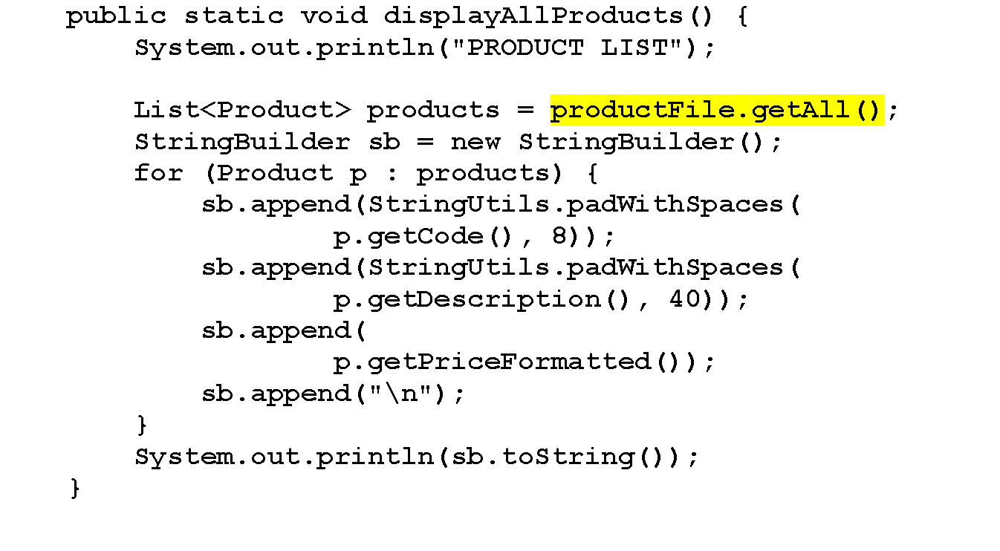 public static void displayAllProducts() {
System.out.println("PRODUCT LIST");
List<Product> products = productFile.getAll();
StringBuilder sb = new StringBuilder();
for (Product p : products) {
sb.append(StringUtils.padWithSpaces(
p.getCode(), 8));
sb.append(StringUtils.padWithSpaces(
p.getDescription(), 40));
sb.append(
p.getPriceFormatted());
sb.append("\n");
}
System.out.println(sb.toString());
}